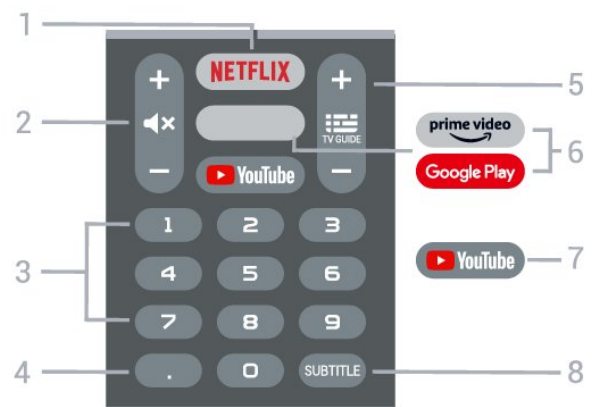 1
NETFLIX
+ +
5
2
TV GUIDE
prime video
6
Google Play
- YouTube -
3
1 2 3
YouTube
7
4 5 6
7 8 9
4
. 0 SUBTITLE
8